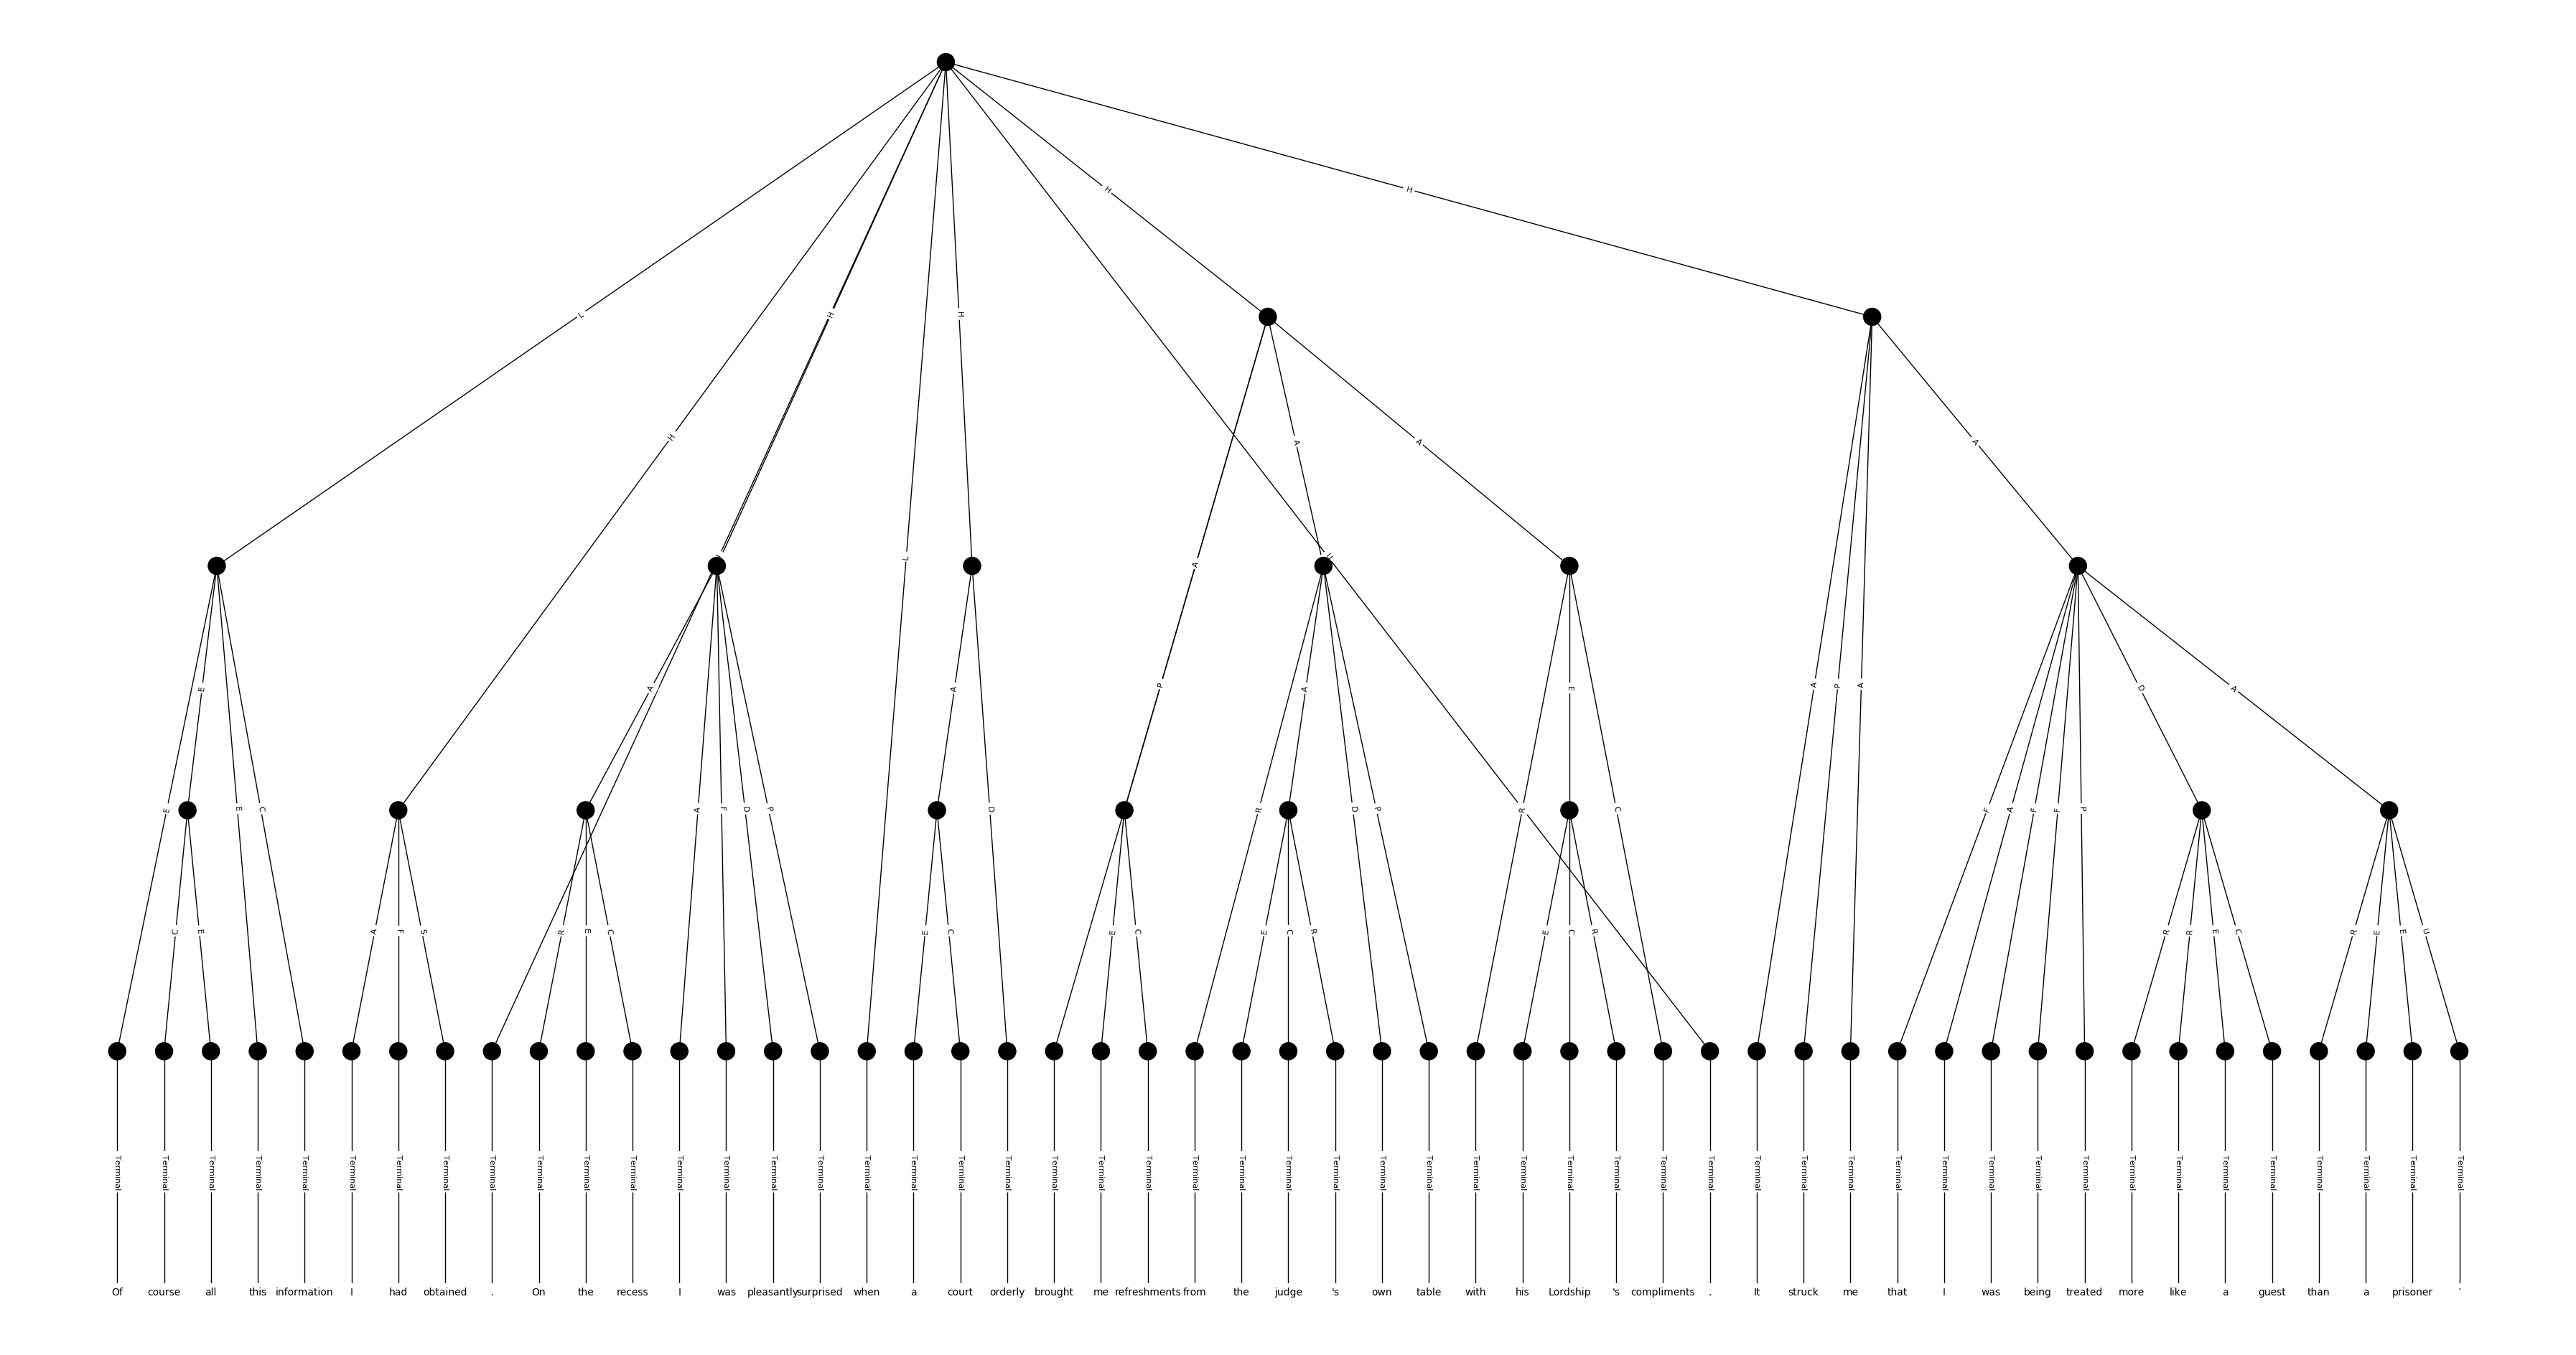 H H
L H H
H A A A
L U
E A A P A P A D A
E E C A F D P D R D P R E C F A F F P
C E A F S R E C E C E C E C R E C R R R E C R E E U
Terminal Terminal Terminal Terminal Terminal Terminal Terminal Terminal Terminal Terminal Terminal Terminal Terminal Terminal Terminal Terminal Terminal Terminal Terminal Terminal Terminal Terminal Terminal Terminal Terminal Terminal Terminal Terminal Terminal Terminal Terminal Terminal Terminal Terminal Terminal Terminal Terminal Terminal Terminal Terminal Terminal Terminal Terminal Terminal Terminal Terminal Terminal Terminal Terminal Terminal Terminal
Of course all this information I had obtained . On the recess I was pleasantly surprised when a court orderly brought me refreshments from the judge 's own table with his Lordship 's compliments . It struck me that I was being treated more like a guest than a prisoner .